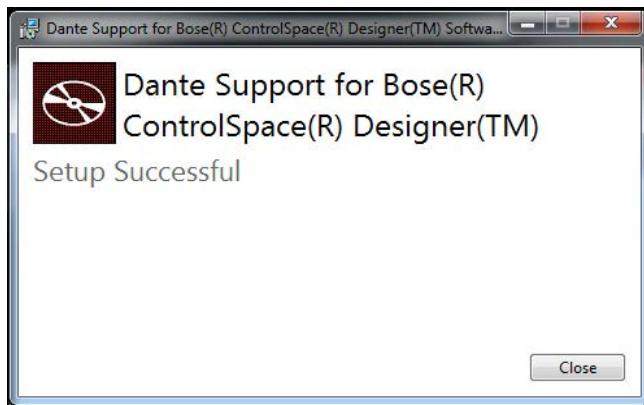 Dante Support for Bose(R) ControlSpace(R) Designer(TM) Softwa...
Dante Support for Bose(R)
ControlSpace(R) Designer(TM)
Setup Successful
Close